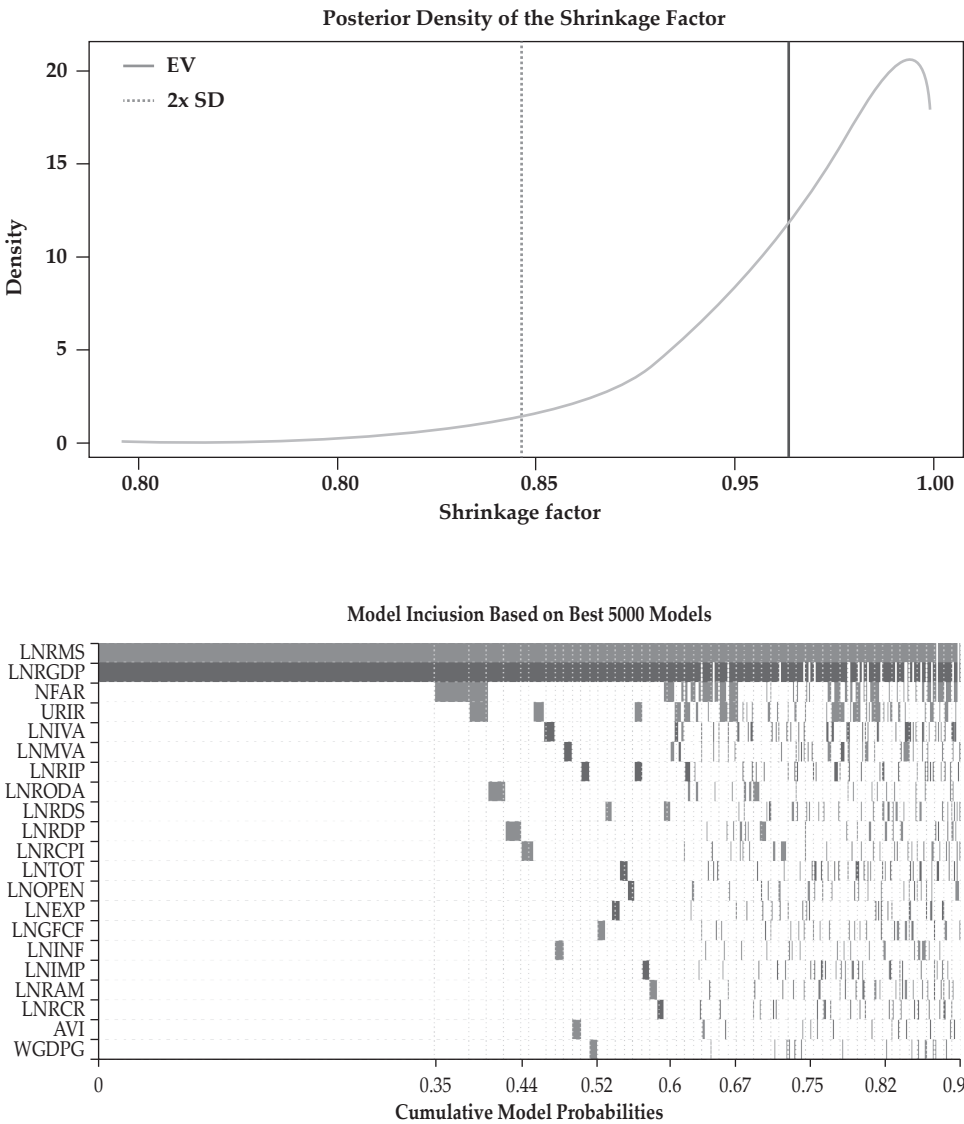 Posterior Density of the Shrinkage Factor
EV
2x SD
20
15
10
5
0
Density
0.80 0.80 0.85 0.95 1.00
Shrinkage factor
Model Inciusion Based on Best 5000 Models
LNRMS
LNRGDP
NFAR
URIR
LNIVA
LNMVA
LNRIP
LNRODA
LNRDS
LNRDP
LNRCPI
LNTOT
LNOPEN
LNEXP
LNGFCF
LNINF
LNIMP
LNRAM
LNRCR
AVI
WGDPG
0 0.35 0.44 0.52 0.6 0.67 0.75 0.82 0.9
Cumulative Model Probabilities